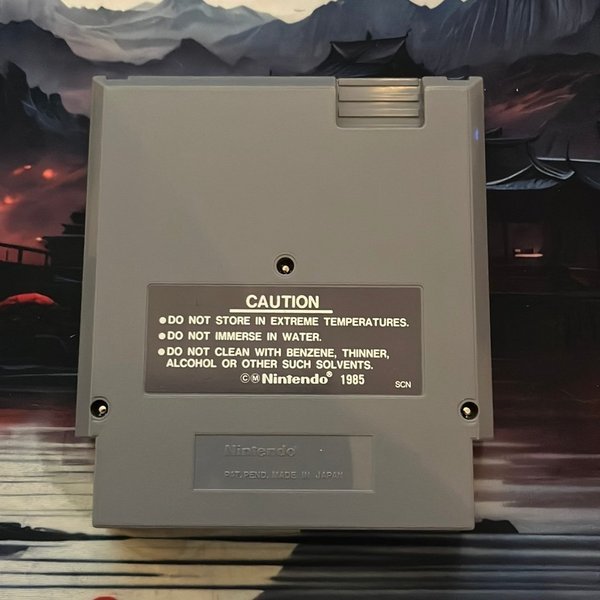 CAUTION
●DO NOT STORE IN EXTREME TEMPERATURES.
●DO NOT IMMERSE IN WATER.
●DO NOT CLEAN WITH BENZENE, THINNER,
ALCOHOL OR OTHER SUCH SOLVENTS.
©Ⓜ Nintendo® 1985 SCN
Nintendo®
PAT. PEND. MADE IN JAPAN